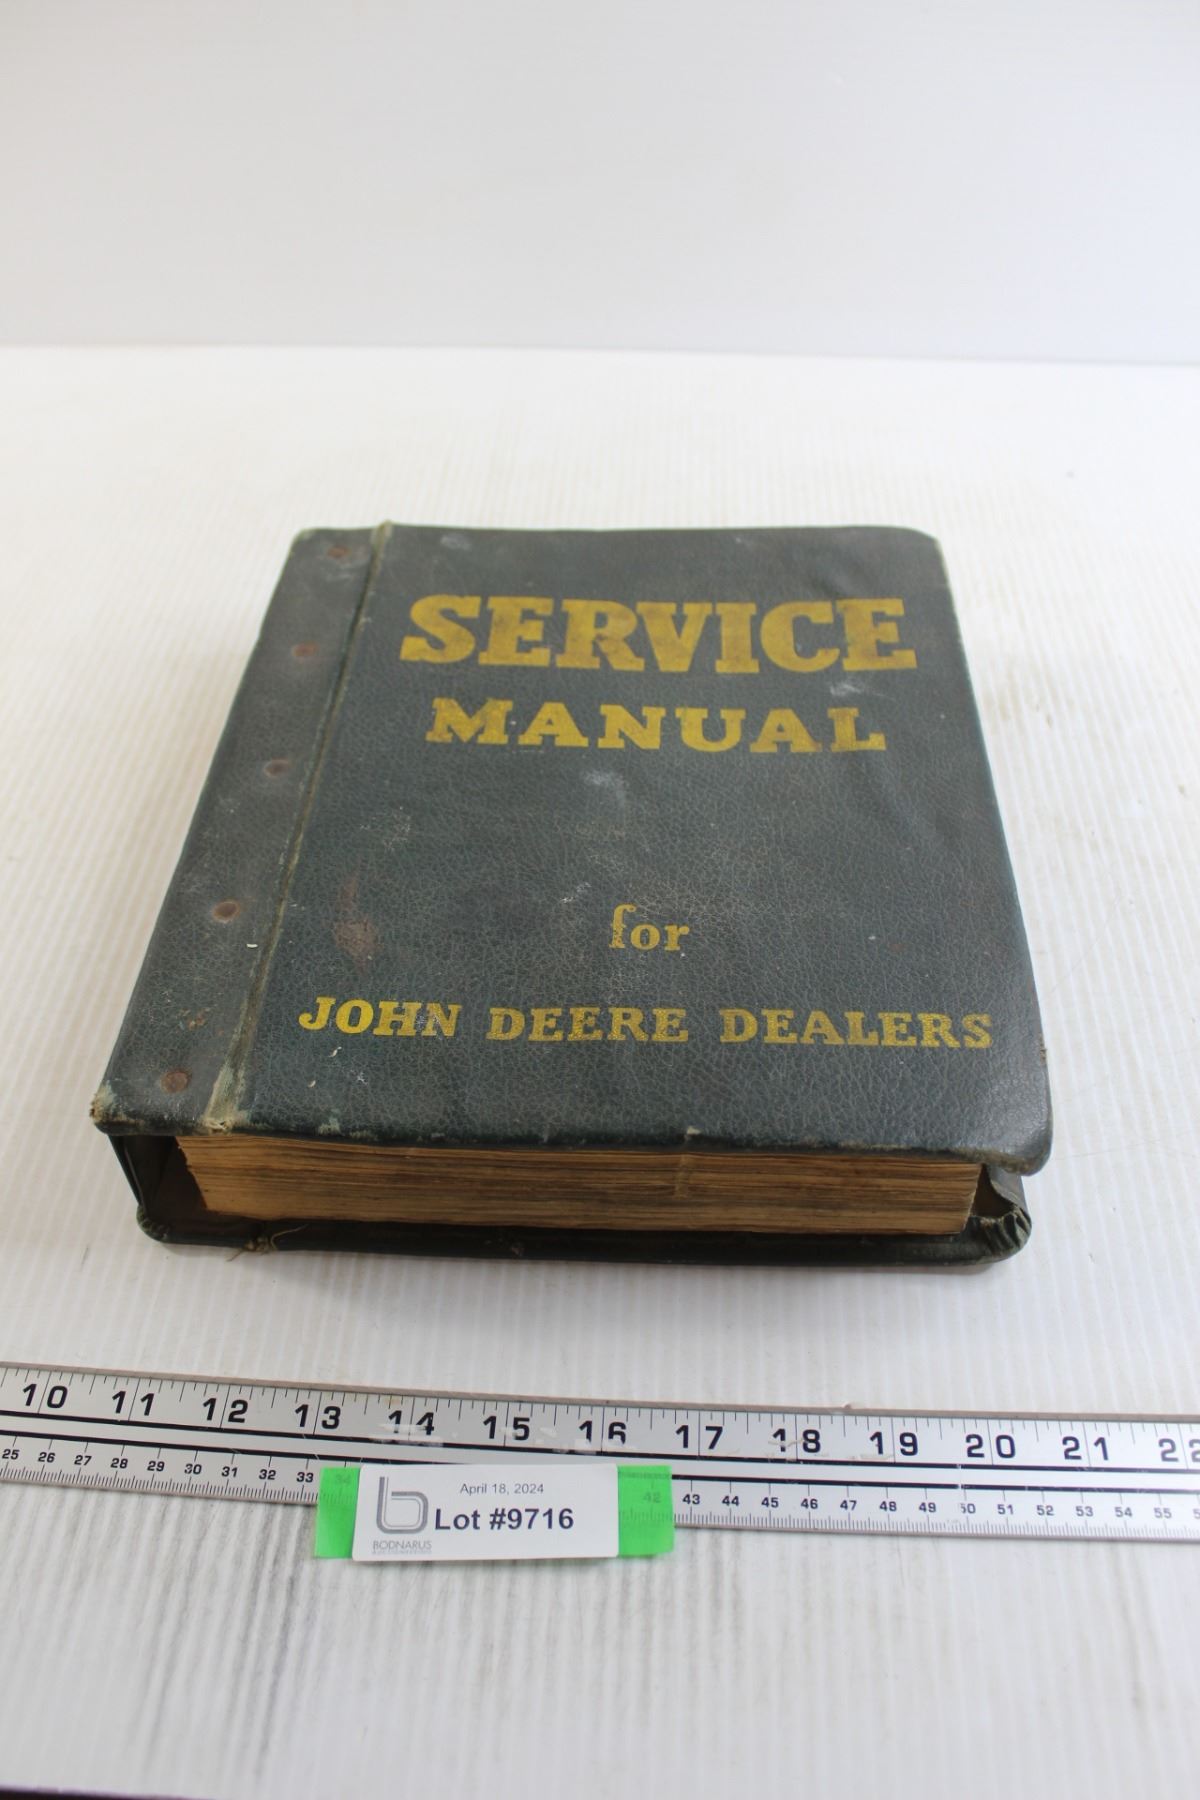 SERVICE
MANUAL
for
JOHN DEERE DEALERS
10 11 12 13 14 15 16 17 18 19 20 21 22
25 26 27 28 29 30 31 32 33 34 42 43 44 45 46 47 48 49 50 51 52 53 54 55
April 18, 2024
Lot #9716
BODNARUS